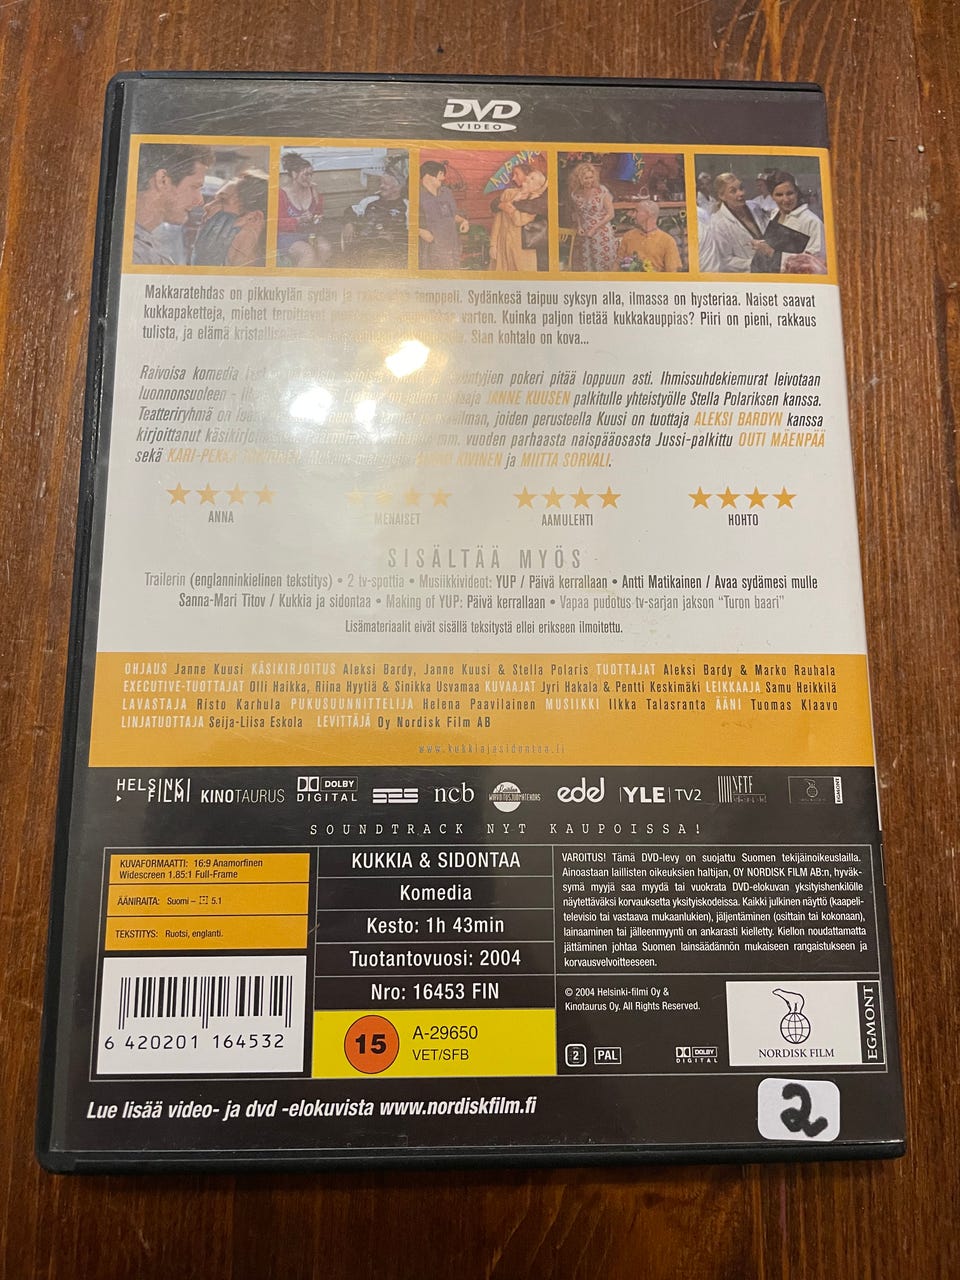 DVD
VIDEO
Makkaratehdas on pikkukylän sydän ja temppeli. Sydänkesä taipuu syksyn alla, ilmassa on hysteriaa. Naiset saavat
kukkapaketteja, miehet teroittavat varten. Kuinka paljon tietää kukkakauppias? Piiri on pieni, rakkaus
tulista, ja elämä Sian kohtalo on kova...
Raivoisa komedia pokeri pitää loppuun asti. Ihmissuhdekiemurat leivotaan
luonnonsuoleen - JANNE KUUSEN palkitulle yhteistyölle Stella Polariksen kanssa.
Teatteriryhmä on maailman, joiden perusteella Kuusi on tuottaja ALEKSI BARDYN kanssa
kirjoittanut mm. vuoden parhaasta naispääosasta Jussi-palkittu OUTI MÄENPÄÄ
sekä KARI-PEKKA KIVINEN ja MIITTA SORVALI.
ANNA
MENAISET
AAMULEHTI
HOHTO
SISÄLTÄÄ MYÖS
Trailerin (englanninkielinen tekstitys) • 2 tv-spottia • Musiikkivideot: YUP / Päivä kerrallaan • Antti Matikainen / Avaa sydämesi mulle
Sanna-Mari Titov / Kukkia ja sidontaa • Making of YUP: Päivä kerrallaan • Vapaa pudotus tv-sarjan jakson "Turon baari"
Lisämateriaalit eivät sisällä tekstitystä ellei erikseen ilmoitettu.
OHJAUS Janne Kuusi KÄSIKIRJOITUS Aleksi Bardy, Janne Kuusi & Stella Polaris TUOTTAJAT Aleksi Bardy & Marko Rauhala
EXECUTIVE-TUOTTAJAT Olli Haikka, Riina Hyytiä & Sinikka Usvamaa KUVAAJAT Jyri Hakala & Pentti Keskimäki LEIKKAAJA Samu Heikkilä
LAVASTAJA Risto Karhula PUKUSUUNNITTELIJA Helena Paavilainen MUSIIKKI Ilkka Talasranta ÄÄNI Tuomas Klaavo
LINJATUOTTAJA Seija-Liisa Eskola LEVITTÄJÄ Oy Nordisk Film AB
www.kukkiajasidontaa.fi
HELSINKI FILMI KINOTAURUS DOLBY DIGITAL SES ncb edel YLE TV2 EGMONT
SOUNDTRACK NYT KAUPOISSA!
KUVAFORMAATTI: 16:9 Anamorfinen
Widescreen 1.85:1 Full-Frame
ÄÄNIRAITA: Suomi - 5.1
TEKSTITYS: Ruotsi, englanti.
6 420201 164532
KUKKIA & SIDONTAA
Komedia
Kesto: 1h 43min
Tuotantovuosi: 2004
Nro: 16453 FIN
15 A-29650
VET/SFB
VAROITUS! Tämä DVD-levy on suojattu Suomen tekijäinoikeuslailla.
Ainoastaan laillisten oikeuksien haltijan, OY NORDISK FILM AB:n, hyväk-
symä myyjä saa myydä tai vuokrata DVD-elokuvan yksityishenkilölle
näytettäväksi korvauksetta yksityiskodeissa. Kaikki julkinen näyttö (kaapeli-
televisio tai vastaava mukaanlukien), jäljentäminen (osittain tai kokonaan),
lainaaminen tai jälleenmyynti on ankarasti kielletty. Kiellon noudattamatta
jättäminen johtaa Suomen lainsäädännön mukaiseen rangaistukseen ja
korvausvelvoitteeseen.
© 2004 Helsinki-filmi Oy &
Kinotaurus Oy. All Rights Reserved.
2 PAL DOLBY DIGITAL
NORDISK FILM
EGMONT
Lue lisää video- ja dvd -elokuvista www.nordiskfilm.fi
2